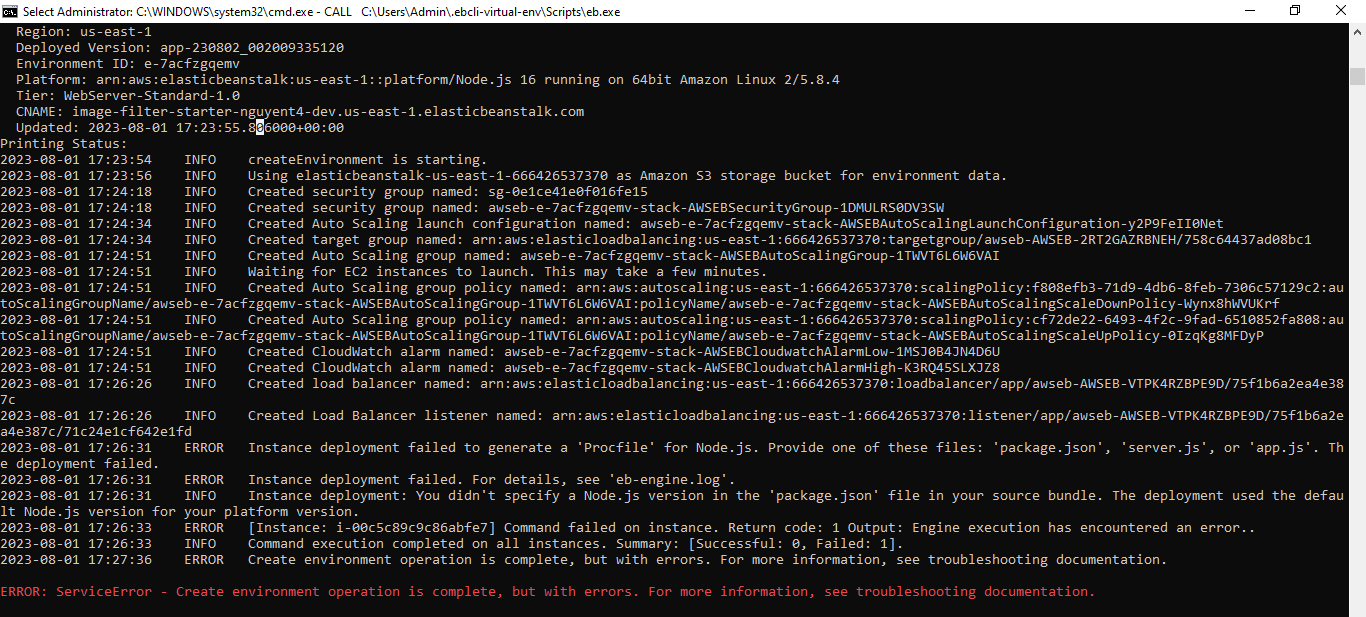 Select Administrator: C:\WINDOWS\system32\cmd.exe - CALL C:\Users\Admin\.ebcli-virtual-env\Scripts\eb.exe
Region: us-east-1
Deployed Version: app-230802_002009335120
Environment ID: e-7acfzgqemv
Platform: arn:aws:elasticbeanstalk:us-east-1::platform/Node.js 16 running on 64bit Amazon Linux 2/5.8.4
Tier: WebServer-Standard-1.0
CNAME: image-filter-starter-nguyent4-dev.us-east-1.elasticbeanstalk.com
Updated: 2023-08-01 17:23:55.806000+00:00
Printing Status:
2023-08-01 17:23:54    INFO    createEnvironment is starting.
2023-08-01 17:23:56    INFO    Using elasticbeanstalk-us-east-1-666426537370 as Amazon S3 storage bucket for environment data.
2023-08-01 17:24:18    INFO    Created security group named: sg-0e1ce41e0f016fe15
2023-08-01 17:24:18    INFO    Created security group named: awseb-e-7acfzgqemv-stack-AWSEBSecurityGroup-1DMULRS0DV3SW
2023-08-01 17:24:34    INFO    Created Auto Scaling launch configuration named: awseb-e-7acfzgqemv-stack-AWSEBAutoScalingLaunchConfiguration-y2P9FeII0Net
2023-08-01 17:24:34    INFO    Created target group named: arn:aws:elasticloadbalancing:us-east-1:666426537370:targetgroup/awseb-AWSEB-2RT2GAZRBNEH/758c64437ad08bc1
2023-08-01 17:24:51    INFO    Created Auto Scaling group named: awseb-e-7acfzgqemv-stack-AWSEBAutoScalingGroup-1TWVT6L6W6VAI
2023-08-01 17:24:51    INFO    Waiting for EC2 instances to launch. This may take a few minutes.
2023-08-01 17:24:51    INFO    Created Auto Scaling group policy named: arn:aws:autoscaling:us-east-1:666426537370:scalingPolicy:f808efb3-71d9-4db6-8feb-7306c57129c2:au
toScalingGroupName/awseb-e-7acfzgqemv-stack-AWSEBAutoScalingGroup-1TWVT6L6W6VAI:policyName/awseb-e-7acfzgqemv-stack-AWSEBAutoScalingScaleDownPolicy-Wynx8hWVUKrf
2023-08-01 17:24:51    INFO    Created Auto Scaling group policy named: arn:aws:autoscaling:us-east-1:666426537370:scalingPolicy:cf72de22-6493-4f2c-9fad-6510852fa808:au
toScalingGroupName/awseb-e-7acfzgqemv-stack-AWSEBAutoScalingGroup-1TWVT6L6W6VAI:policyName/awseb-e-7acfzgqemv-stack-AWSEBAutoScalingScaleUpPolicy-0IzqKg8MFDyP
2023-08-01 17:24:51    INFO    Created CloudWatch alarm named: awseb-e-7acfzgqemv-stack-AWSEBCloudwatchAlarmLow-1MSJ0B4JN4D6U
2023-08-01 17:24:51    INFO    Created CloudWatch alarm named: awseb-e-7acfzgqemv-stack-AWSEBCloudwatchAlarmHigh-K3RQ45SLXJZ8
2023-08-01 17:26:26    INFO    Created load balancer named: arn:aws:elasticloadbalancing:us-east-1:666426537370:loadbalancer/app/awseb-AWSEB-VTPK4RZBPE9D/75f1b6a2ea4e38
7c
2023-08-01 17:26:26    INFO    Created Load Balancer listener named: arn:aws:elasticloadbalancing:us-east-1:666426537370:listener/app/awseb-AWSEB-VTPK4RZBPE9D/75f1b6a2e
a4e387c/71c24e1cf642e1fd
2023-08-01 17:26:31    ERROR   Instance deployment failed to generate a 'Procfile' for Node.js. Provide one of these files: 'package.json', 'server.js', or 'app.js'. Th
e deployment failed.
2023-08-01 17:26:31    ERROR   Instance deployment failed. For details, see 'eb-engine.log'.
2023-08-01 17:26:31    INFO    Instance deployment: You didn't specify a Node.js version in the 'package.json' file in your source bundle. The deployment used the defau
lt Node.js version for your platform version.
2023-08-01 17:26:33    ERROR   [Instance: i-00c5c89c9c86abfe7] Command failed on instance. Return code: 1 Output: Engine execution has encountered an error..
2023-08-01 17:26:33    INFO    Command execution completed on all instances. Summary: [Successful: 0, Failed: 1].
2023-08-01 17:27:36    ERROR   Create environment operation is complete, but with errors. For more information, see troubleshooting documentation.
ERROR: ServiceError - Create environment operation is complete, but with errors. For more information, see troubleshooting documentation.